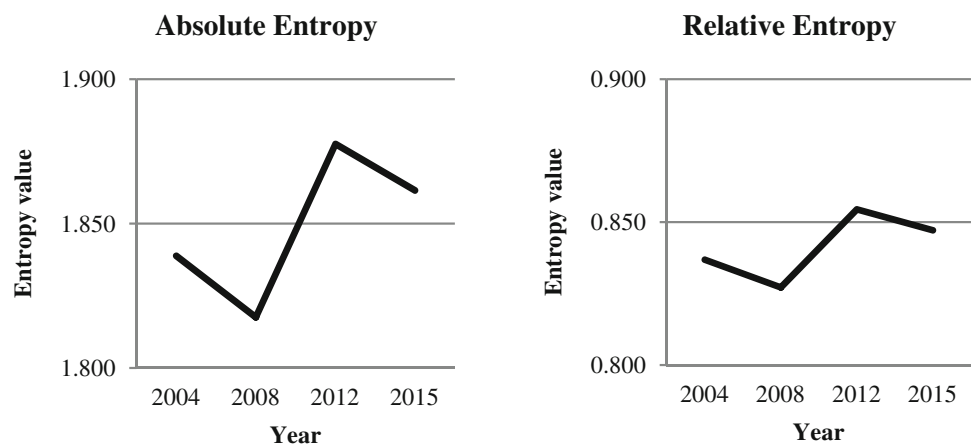 Absolute Entropy
1.900
1.850
1.800
Entropy value
2004 2008 2012 2015
Year
Relative Entropy
0.900
0.850
0.800
Entropy value
2004 2008 2012 2015
Year